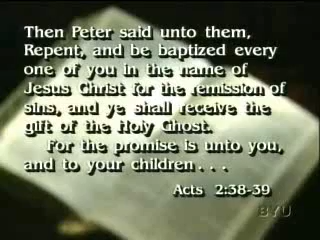 Then Peter said unto them,
Repent, and be baptized every
one of you in the name of
Jesus Christ for the remission of
sins, and ye shall receive the
gift of the Holy Ghost.
For the promise is unto you,
and to your children . . .
Acts 2:38-39
BYU